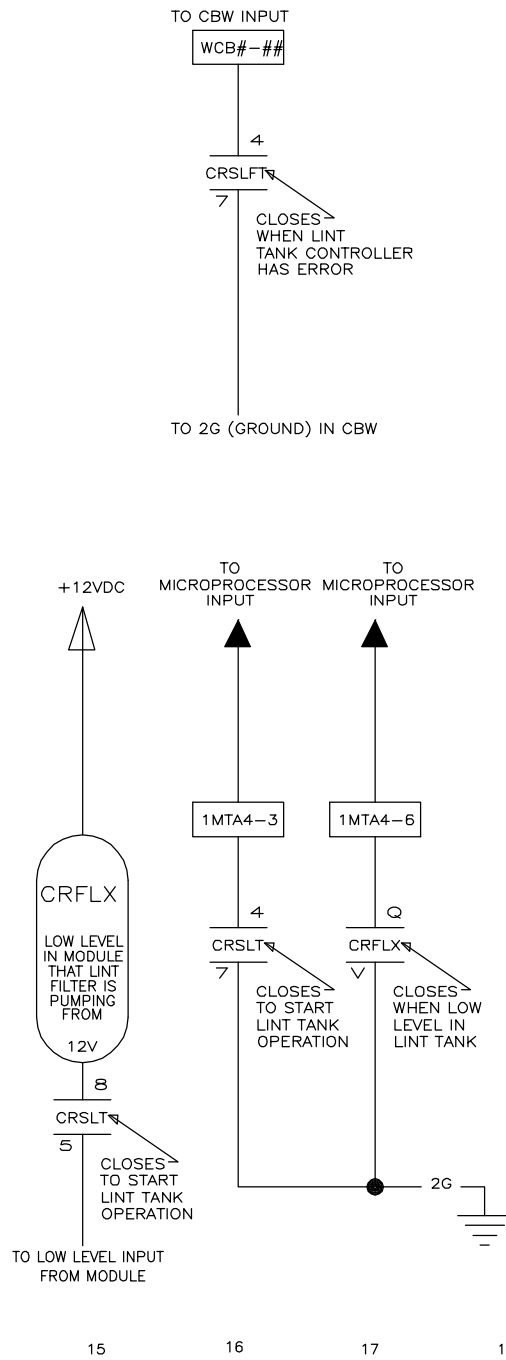 TO CBW INPUT
WCB#-##
4
CRSLFT
7
CLOSES
WHEN LINT
TANK CONTROLLER
HAS ERROR
TO 2G (GROUND) IN CBW
+12VDC
CRFLX
LOW LEVEL
IN MODULE
THAT LINT
FILTER IS
PUMPING
FROM
12V
8
CRSLT
5
CLOSES
TO START
LINT TANK
OPERATION
TO LOW LEVEL INPUT
FROM MODULE
TO
MICROPROCESSOR
INPUT
1MTA4-3
4
CRSLT
7
CLOSES
TO START
LINT TANK
OPERATION
TO
MICROPROCESSOR
INPUT
1MTA4-6
Q
CRFLX
V
CLOSES
WHEN LOW
LEVEL IN
LINT TANK
2G
15
16
17
1